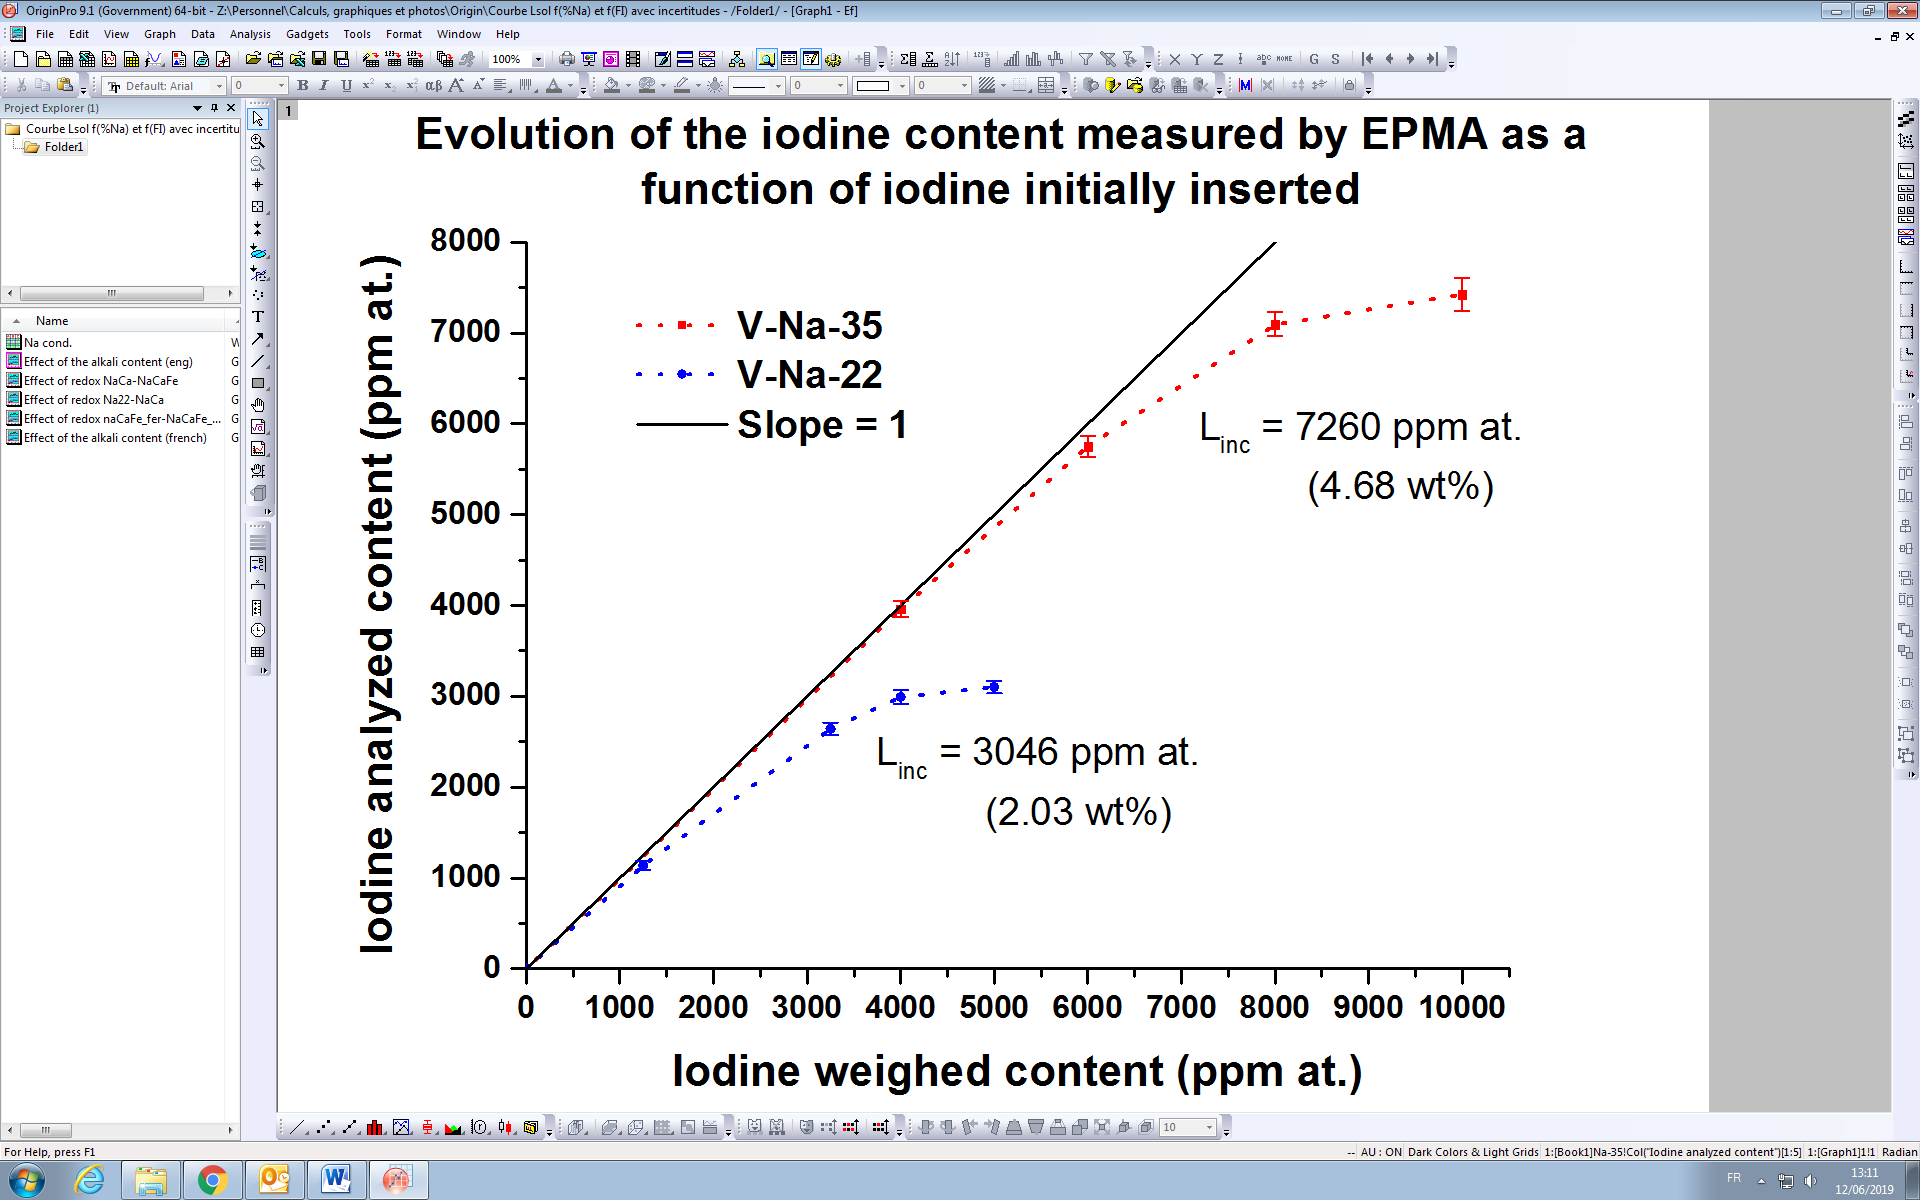 OriginPro 9.1 (Government) 64-bit - Z:\Personnel\Calculs, graphiques et photos\Origin\Courbe Lsol f(%Na) et f(FI) avec incertitudes - /Folder1/ - [Graph1 - Ef]
File Edit View Graph Data Analysis Gadgets Tools Format Window Help
100%
Default: Arial 0 B I U αβ A 0 0
Project Explorer (1)
Courbe Lsol f(%Na) et f(FI) avec incertitu
Folder1
Name
Na cond.
Effect of the alkali content (eng)
Effect of redox NaCa-NaCaFe
Effect of redox Na22-NaCa
Effect of redox naCaFe_fer-NaCaFe_...
Effect of the alkali content (french)
1
Evolution of the iodine content measured by EPMA as a
function of iodine initially inserted
Iodine analyzed content (ppm at.)
8000
7000
6000
5000
4000
3000
2000
1000
0
V-Na-35
V-Na-22
Slope = 1
Linc = 7260 ppm at.
(4.68 wt%)
Linc = 3046 ppm at.
(2.03 wt%)
0 1000 2000 3000 4000 5000 6000 7000 8000 9000 10000
Iodine weighed content (ppm at.)
10
For Help, press F1
-- AU : ON Dark Colors & Light Grids 1:[Book1]Na-35!Col("Iodine analyzed content")[1:5] 1:[Graph1]1!1 Radian
FR
13:11
12/06/2019